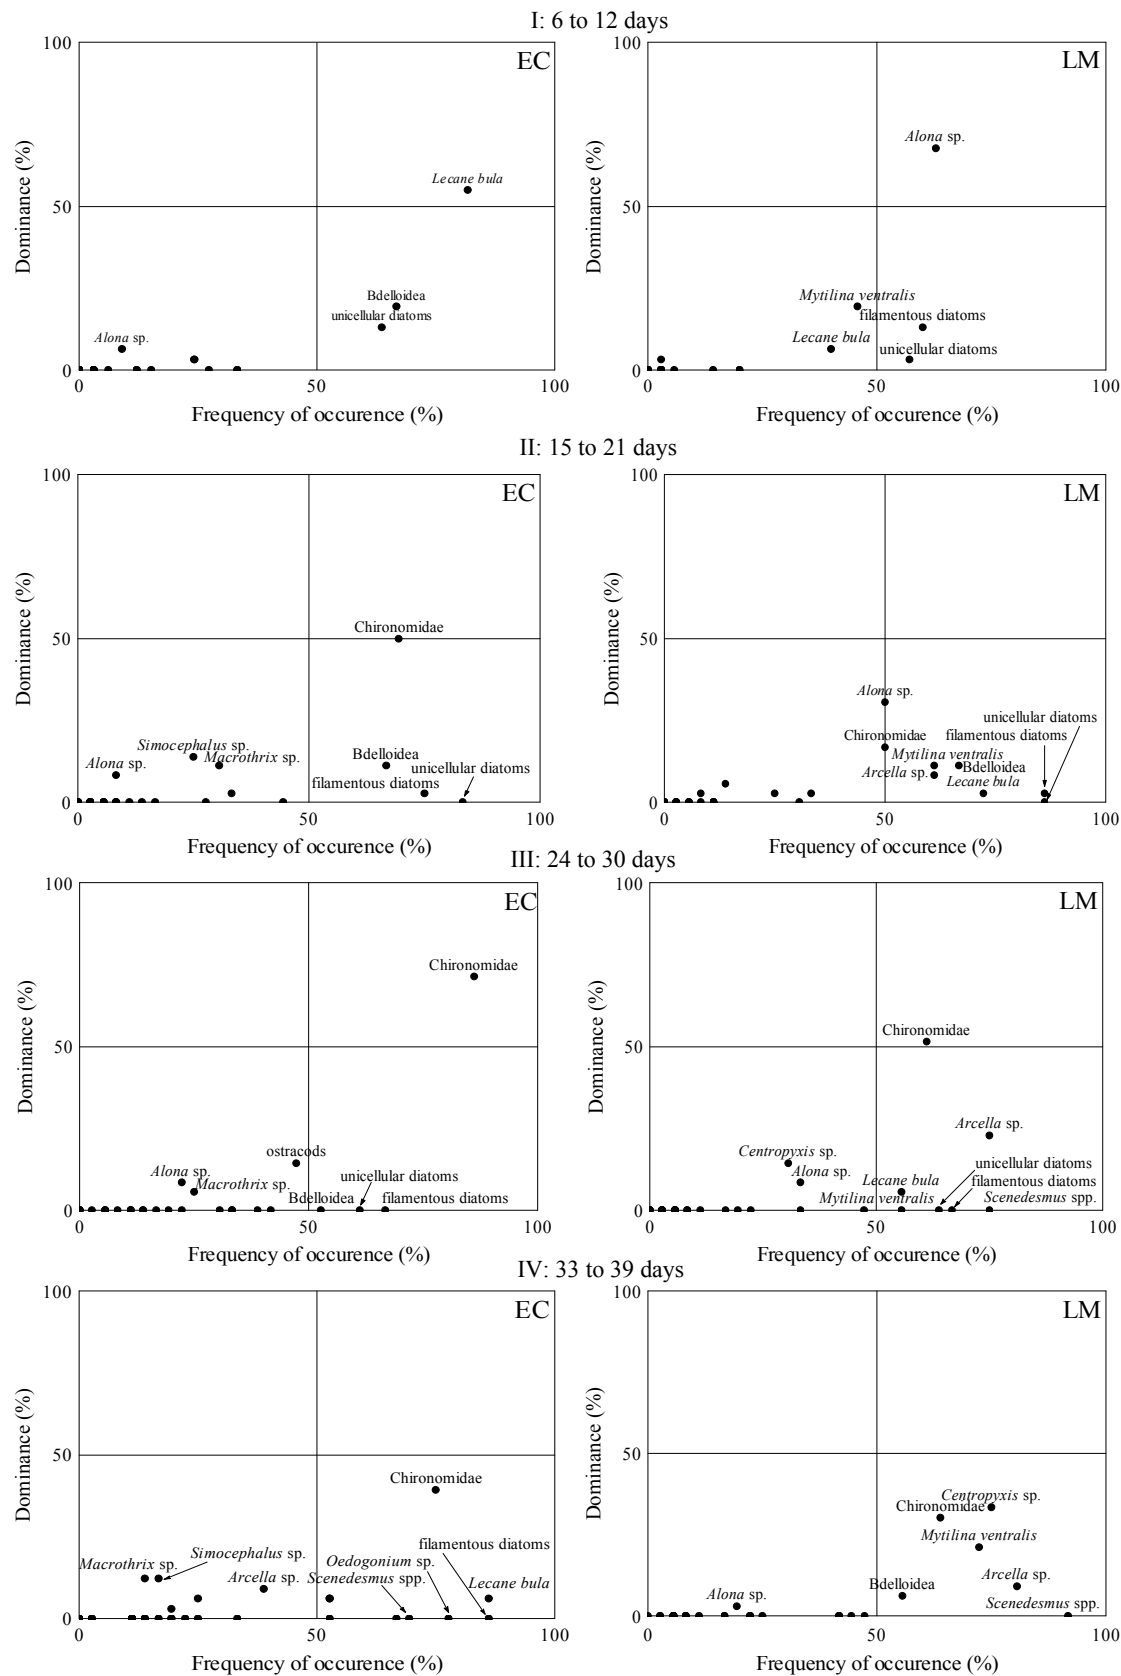 I: 6 to 12 days
100
EC
Dominance (%)
Lecane bula
50
Bdelloidea
unicellular diatoms
Alona sp.
0
0
50
100
Frequency of occurence (%)
100
LM
Dominance (%)
Alona sp.
50
Mytilina ventralis
filamentous diatoms
Lecane bula
unicellular diatoms
0
0
50
100
Frequency of occurence (%)
II: 15 to 21 days
100
EC
Dominance (%)
Chironomidae
50
Simocephalus sp.
Macrothrix sp.
Alona sp.
Bdelloidea
unicellular diatoms
filamentous diatoms
0
0
50
100
Frequency of occurence (%)
100
LM
Dominance (%)
50
Alona sp.
unicellular diatoms
Chironomidae
filamentous diatoms
Mytilina ventralis
Arcella sp.
Bdelloidea
Lecane bula
0
0
50
100
Frequency of occurence (%)
III: 24 to 30 days
100
EC
Dominance (%)
Chironomidae
50
ostracods
Alona sp.
Macrothrix sp.
unicellular diatoms
Bdelloidea
filamentous diatoms
0
0
50
100
Frequency of occurence (%)
100
LM
Dominance (%)
Chironomidae
50
Arcella sp.
Centropyxis sp.
Alona sp.
unicellular diatoms
Lecane bula
filamentous diatoms
Mytilina ventralis
Scenedesmus spp.
0
0
50
100
Frequency of occurence (%)
IV: 33 to 39 days
100
EC
Dominance (%)
50
Chironomidae
filamentous diatoms
Simocephalus sp.
Macrothrix sp.
Oedogonium sp.
Arcella sp.
Scenedesmus spp.
Lecane bula
0
0
50
100
Frequency of occurence (%)
100
LM
Dominance (%)
50
Centropyxis sp.
Chironomidae
Mytilina ventralis
Arcella sp.
Bdelloidea
Alona sp.
Scenedesmus spp.
0
0
50
100
Frequency of occurence (%)